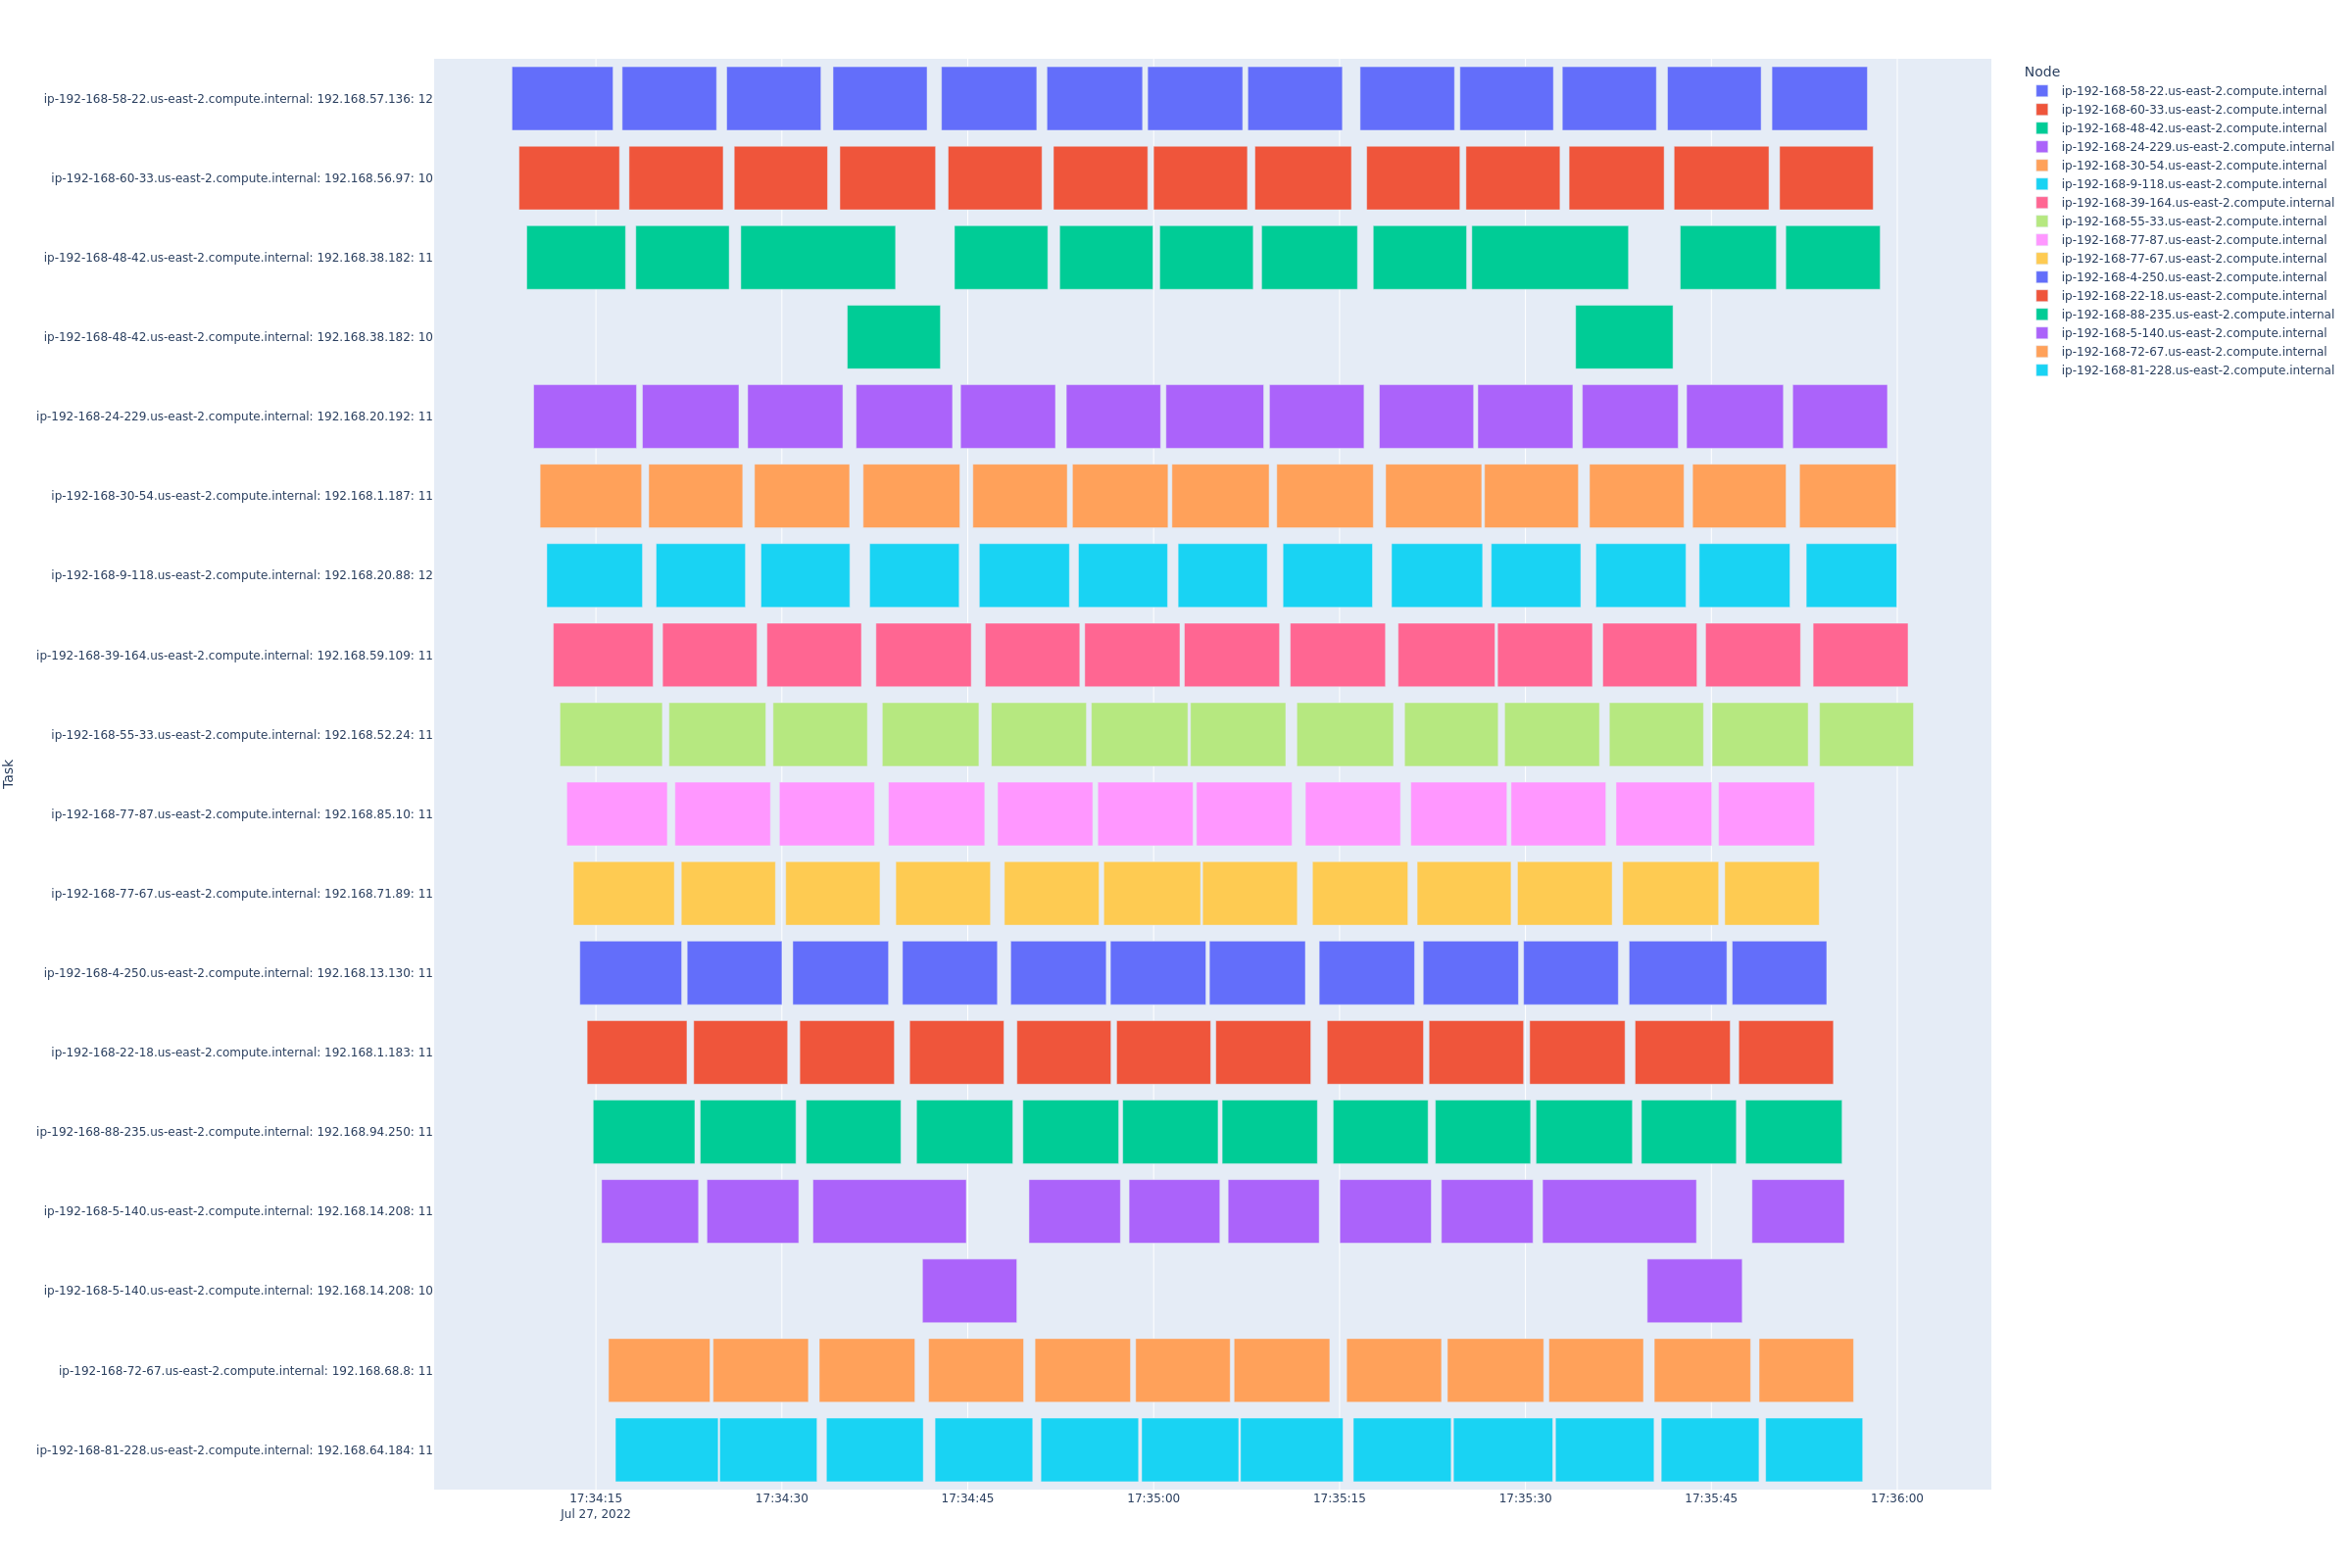 Node
ip-192-168-58-22.us-east-2.compute.internal
ip-192-168-60-33.us-east-2.compute.internal
ip-192-168-48-42.us-east-2.compute.internal
ip-192-168-24-229.us-east-2.compute.internal
ip-192-168-30-54.us-east-2.compute.internal
ip-192-168-9-118.us-east-2.compute.internal
ip-192-168-39-164.us-east-2.compute.internal
ip-192-168-55-33.us-east-2.compute.internal
ip-192-168-77-87.us-east-2.compute.internal
ip-192-168-77-67.us-east-2.compute.internal
ip-192-168-4-250.us-east-2.compute.internal
ip-192-168-22-18.us-east-2.compute.internal
ip-192-168-88-235.us-east-2.compute.internal
ip-192-168-5-140.us-east-2.compute.internal
ip-192-168-72-67.us-east-2.compute.internal
ip-192-168-81-228.us-east-2.compute.internal
ip-192-168-58-22.us-east-2.compute.internal: 192.168.57.136: 12
ip-192-168-60-33.us-east-2.compute.internal: 192.168.56.97: 10
ip-192-168-48-42.us-east-2.compute.internal: 192.168.38.182: 11
ip-192-168-48-42.us-east-2.compute.internal: 192.168.38.182: 10
ip-192-168-24-229.us-east-2.compute.internal: 192.168.20.192: 11
ip-192-168-30-54.us-east-2.compute.internal: 192.168.1.187: 11
ip-192-168-9-118.us-east-2.compute.internal: 192.168.20.88: 12
ip-192-168-39-164.us-east-2.compute.internal: 192.168.59.109: 11
ip-192-168-55-33.us-east-2.compute.internal: 192.168.52.24: 11
Task
ip-192-168-77-87.us-east-2.compute.internal: 192.168.85.10: 11
ip-192-168-77-67.us-east-2.compute.internal: 192.168.71.89: 11
ip-192-168-4-250.us-east-2.compute.internal: 192.168.13.130: 11
ip-192-168-22-18.us-east-2.compute.internal: 192.168.1.183: 11
ip-192-168-88-235.us-east-2.compute.internal: 192.168.94.250: 11
ip-192-168-5-140.us-east-2.compute.internal: 192.168.14.208: 11
ip-192-168-5-140.us-east-2.compute.internal: 192.168.14.208: 10
ip-192-168-72-67.us-east-2.compute.internal: 192.168.68.8: 11
ip-192-168-81-228.us-east-2.compute.internal: 192.168.64.184: 11
17:34:15 17:34:30 17:34:45 17:35:00 17:35:15 17:35:30 17:35:45 17:36:00
Jul 27, 2022